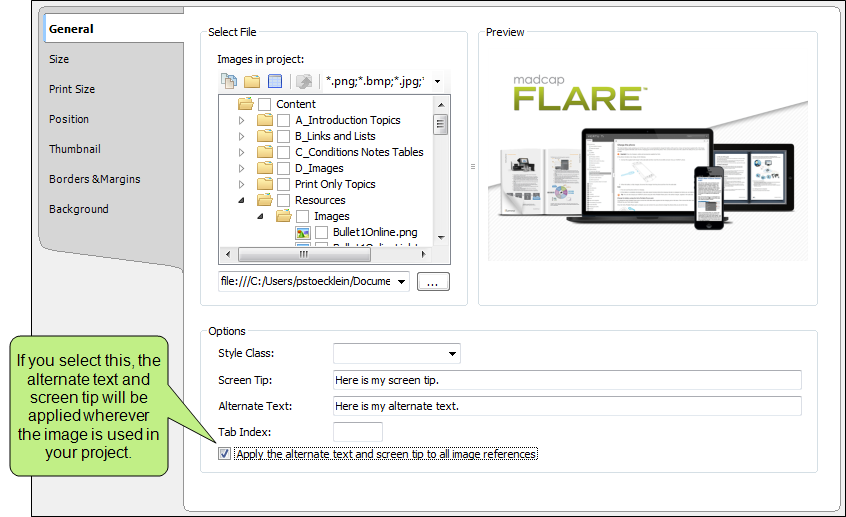 General
Size
Print Size
Position
Thumbnail
Borders &Margins
Background
Select File
Images in project:
*.png;*.bmp;*.jpg;*
Content
A_Introduction Topics
B_Links and Lists
C_Conditions Notes Tables
D_Images
Print Only Topics
Resources
Images
Bullet1Online.png
file:///C:/Users/pstoecklein/Docume
...
Preview
madcap
FLARE™
Options
Style Class:
Screen Tip:
Here is my screen tip.
Alternate Text:
Here is my alternate text.
Tab Index:
Apply the alternate text and screen tip to all image references
If you select this, the
alternate text and
screen tip will be
applied wherever
the image is used in
your project.